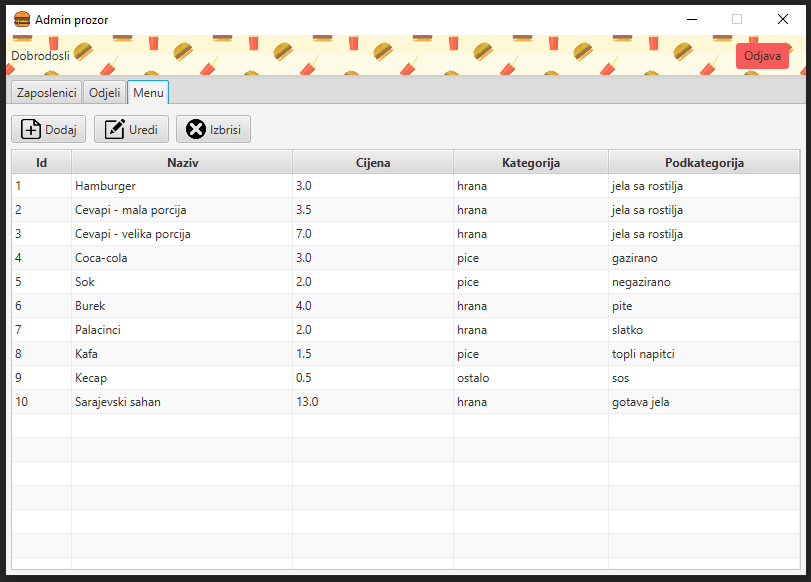 Admin prozor
Dobrodosli
Odjava
Zaposlenici Odjeli Menu
Dodaj Uredi Izbrisi
Id Naziv Cijena Kategorija Podkategorija
1 Hamburger 3.0 hrana jela sa rostilja
2 Cevapi - mala porcija 3.5 hrana jela sa rostilja
3 Cevapi - velika porcija 7.0 hrana jela sa rostilja
4 Coca-cola 3.0 pice gazirano
5 Sok 2.0 pice negazirano
6 Burek 4.0 hrana pite
7 Palacinci 2.0 hrana slatko
8 Kafa 1.5 pice topli napitci
9 Kecap 0.5 ostalo sos
10 Sarajevski sahan 13.0 hrana gotava jela